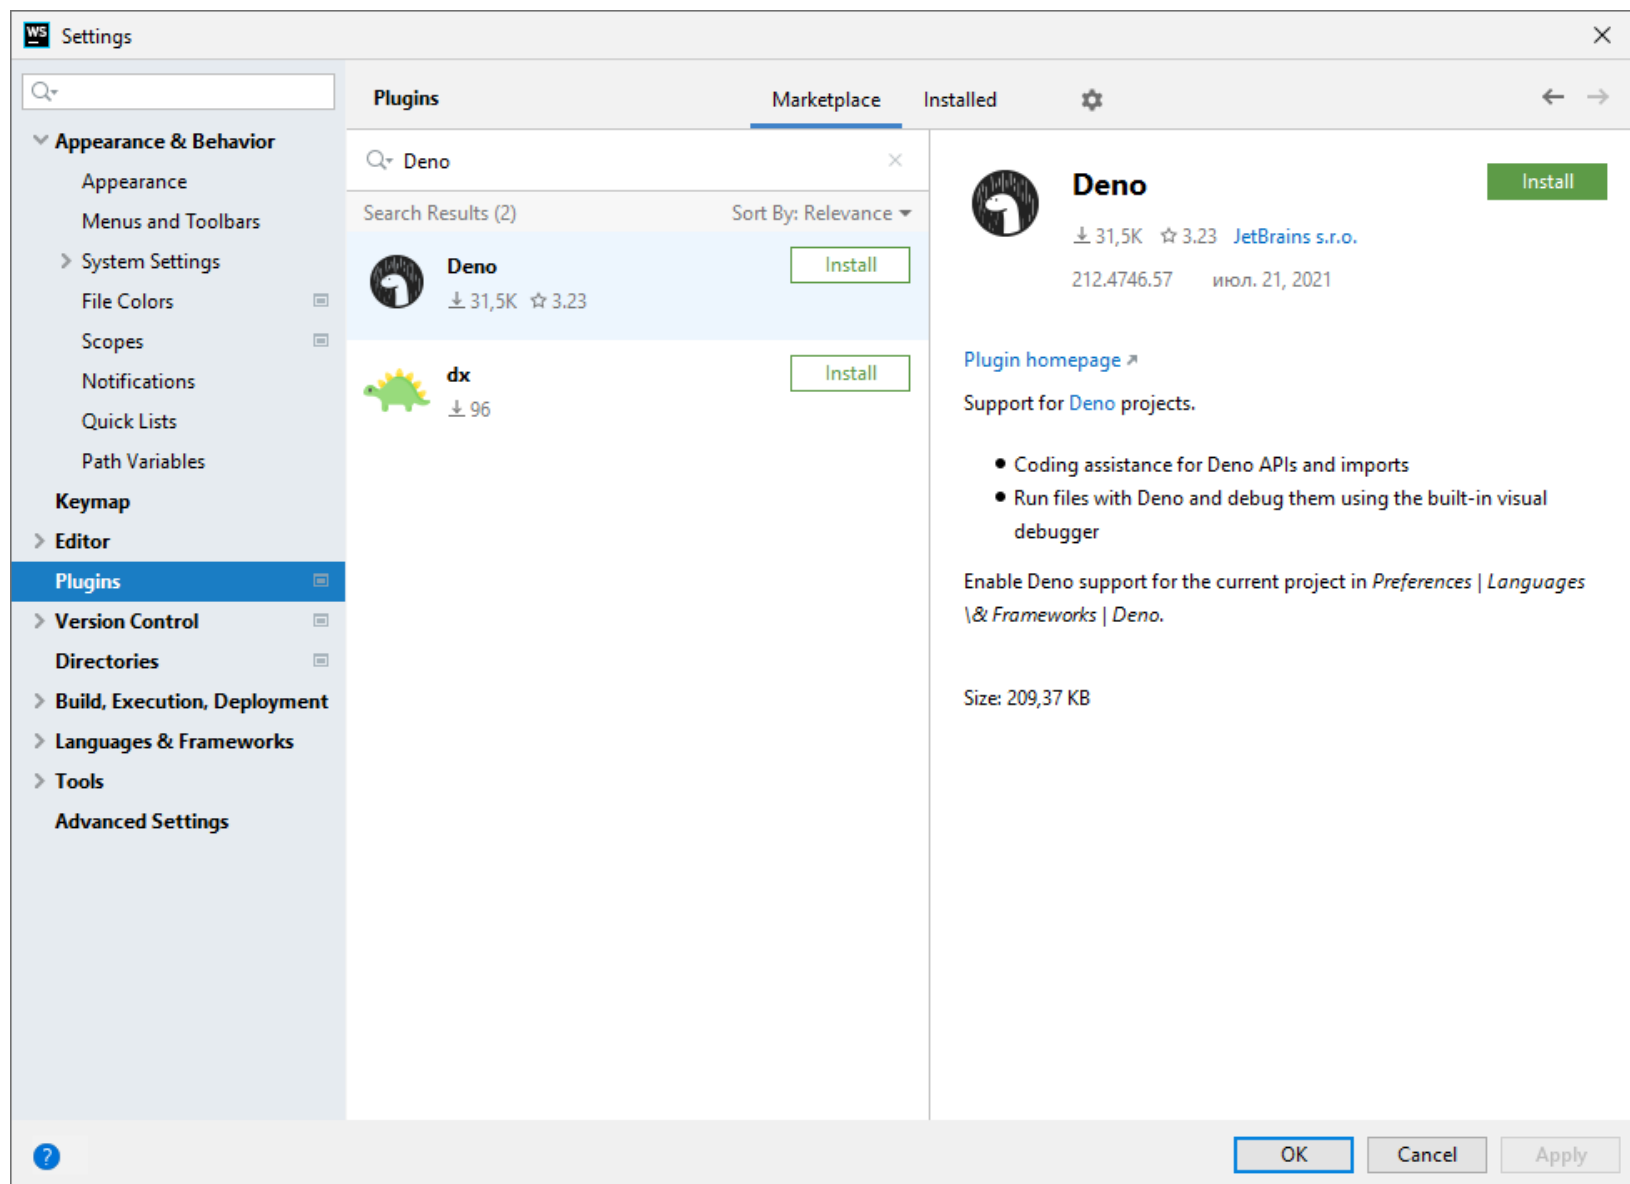 WS Settings
Plugins
Marketplace
Installed
Appearance & Behavior
Appearance
Menus and Toolbars
System Settings
File Colors
Scopes
Notifications
Quick Lists
Path Variables
Keymap
Editor
Plugins
Version Control
Directories
Build, Execution, Deployment
Languages & Frameworks
Tools
Advanced Settings
Deno
Search Results (2)
Sort By: Relevance
Deno
31,5K 3.23
Install
dx
96
Install
Deno
Install
31,5K 3.23 JetBrains s.r.o.
212.4746.57 июл. 21, 2021
Plugin homepage
Support for Deno projects.
Coding assistance for Deno APIs and imports
Run files with Deno and debug them using the built-in visual
debugger
Enable Deno support for the current project in Preferences | Languages
\& Frameworks | Deno.
Size: 209,37 KB
?
OK
Cancel
Apply